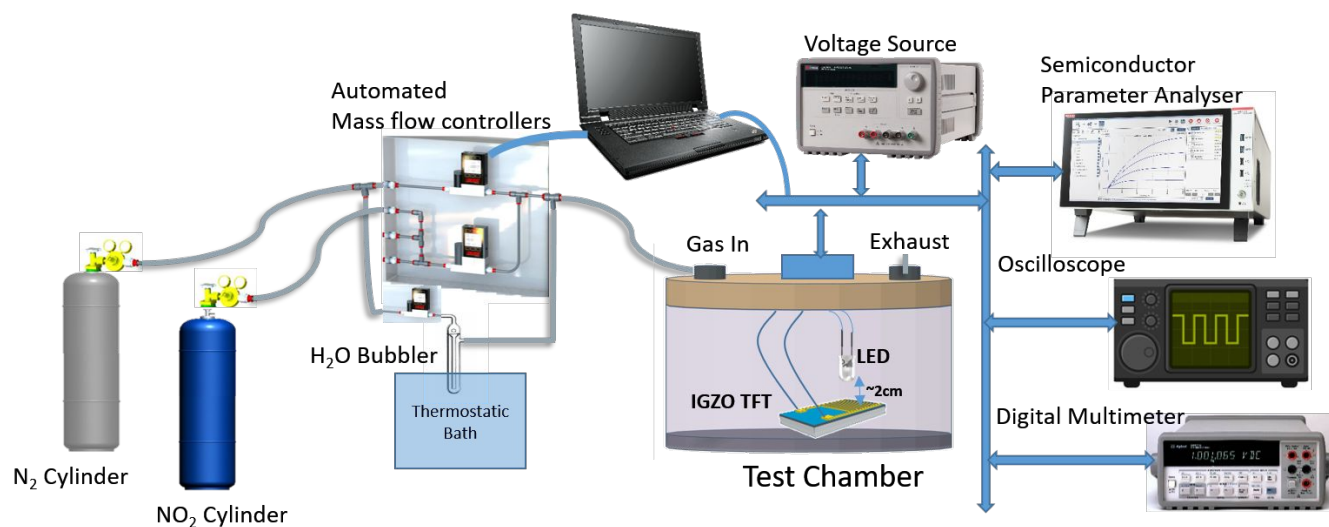 Voltage Source
Semiconductor
Parameter Analyser
Automated
Mass flow controllers
Gas In
Exhaust
Oscilloscope
H₂O Bubbler
LED
~2cm
IGZO TFT
Thermostatic
Bath
Digital Multimeter
Test Chamber
N₂ Cylinder
NO₂ Cylinder
Agilent